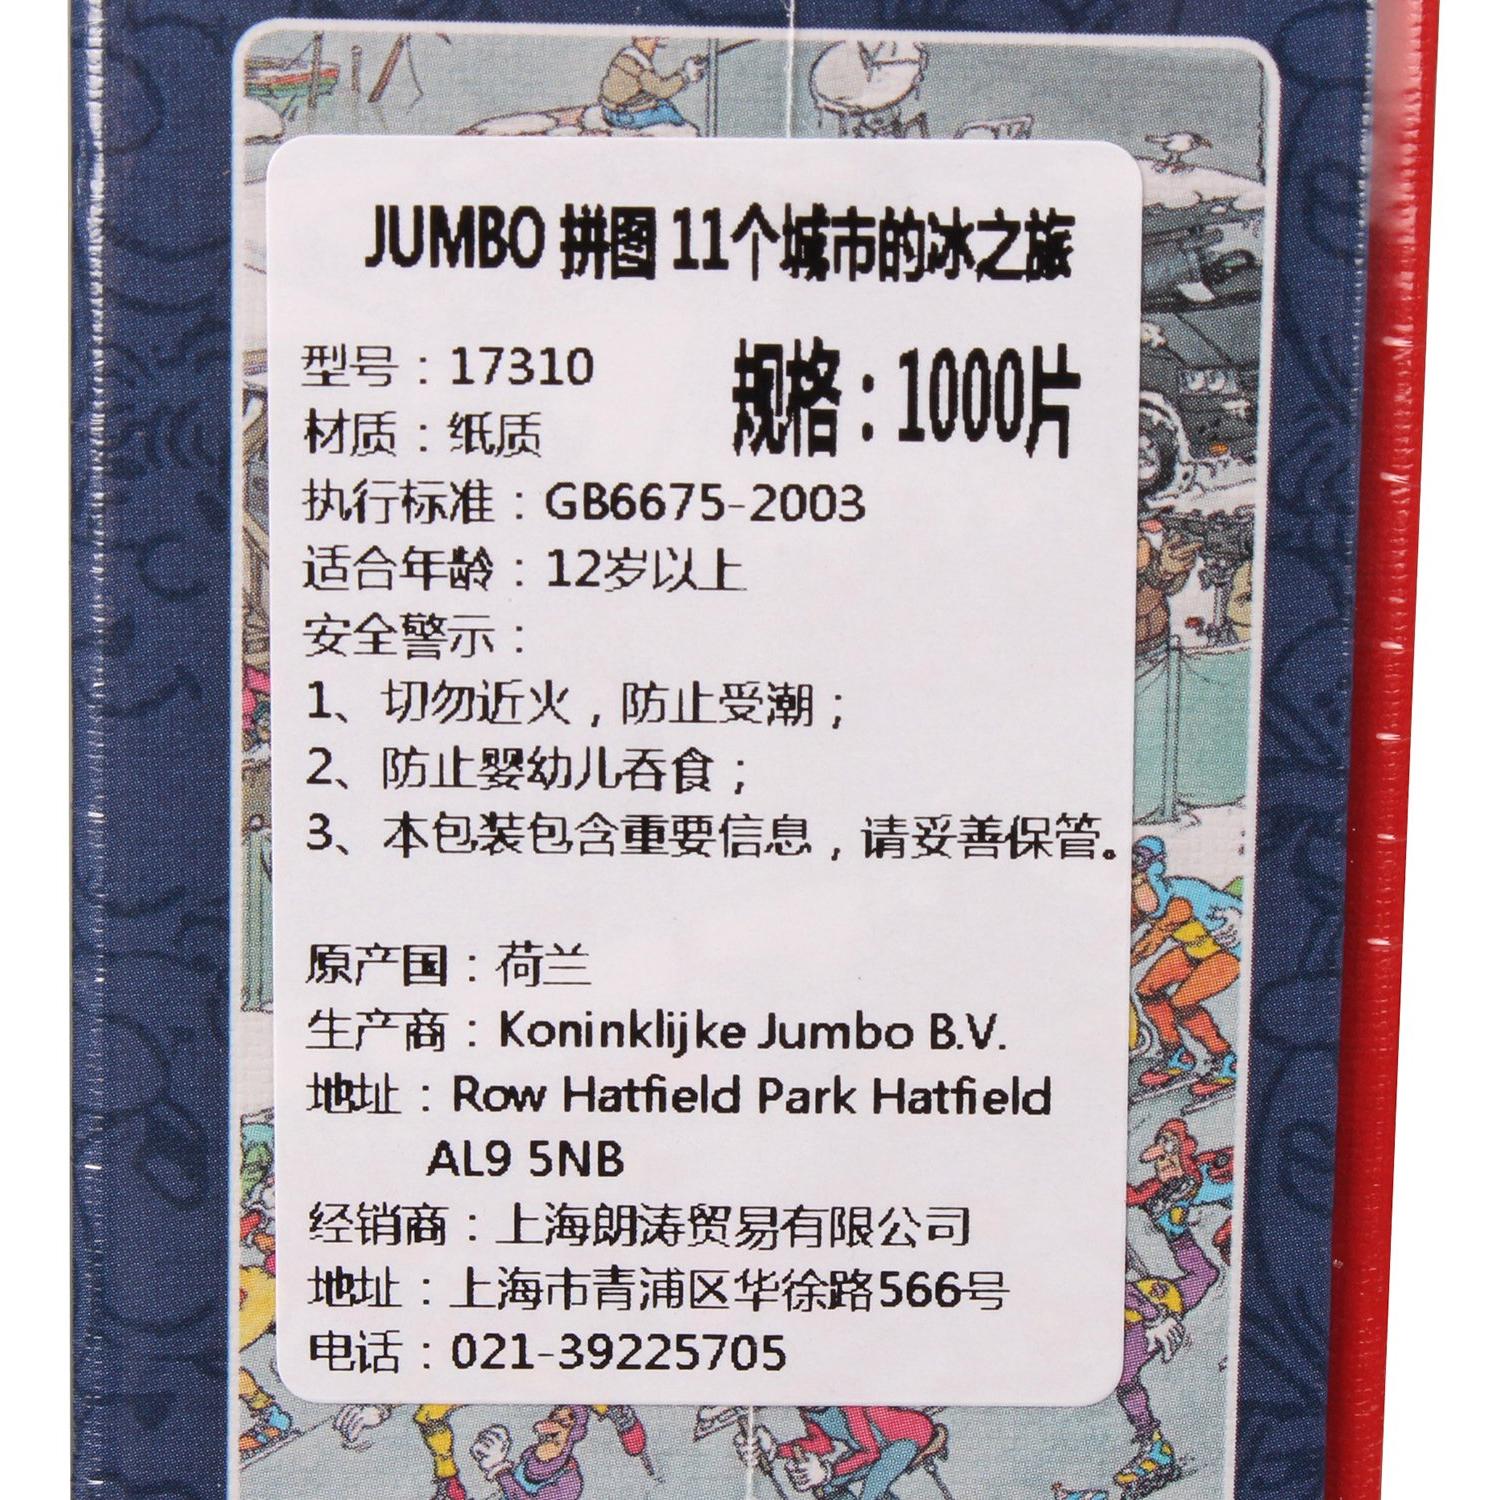 JUMBO 拼图 11个城市的冰之旅
型号：17310
规格：1000片
材质：纸质
执行标准：GB6675-2003
适合年龄：12岁以上
安全警示：
1、切勿近火，防止受潮；
2、防止婴幼儿吞食；
3、本包装包含重要信息，请妥善保管。
原产国：荷兰
生产商：Koninklijke Jumbo B.V.
地址：Row Hatfield Park Hatfield
AL9 5NB
经销商：上海朗涛贸易有限公司
地址：上海市青浦区华徐路566号
电话：021-39225705